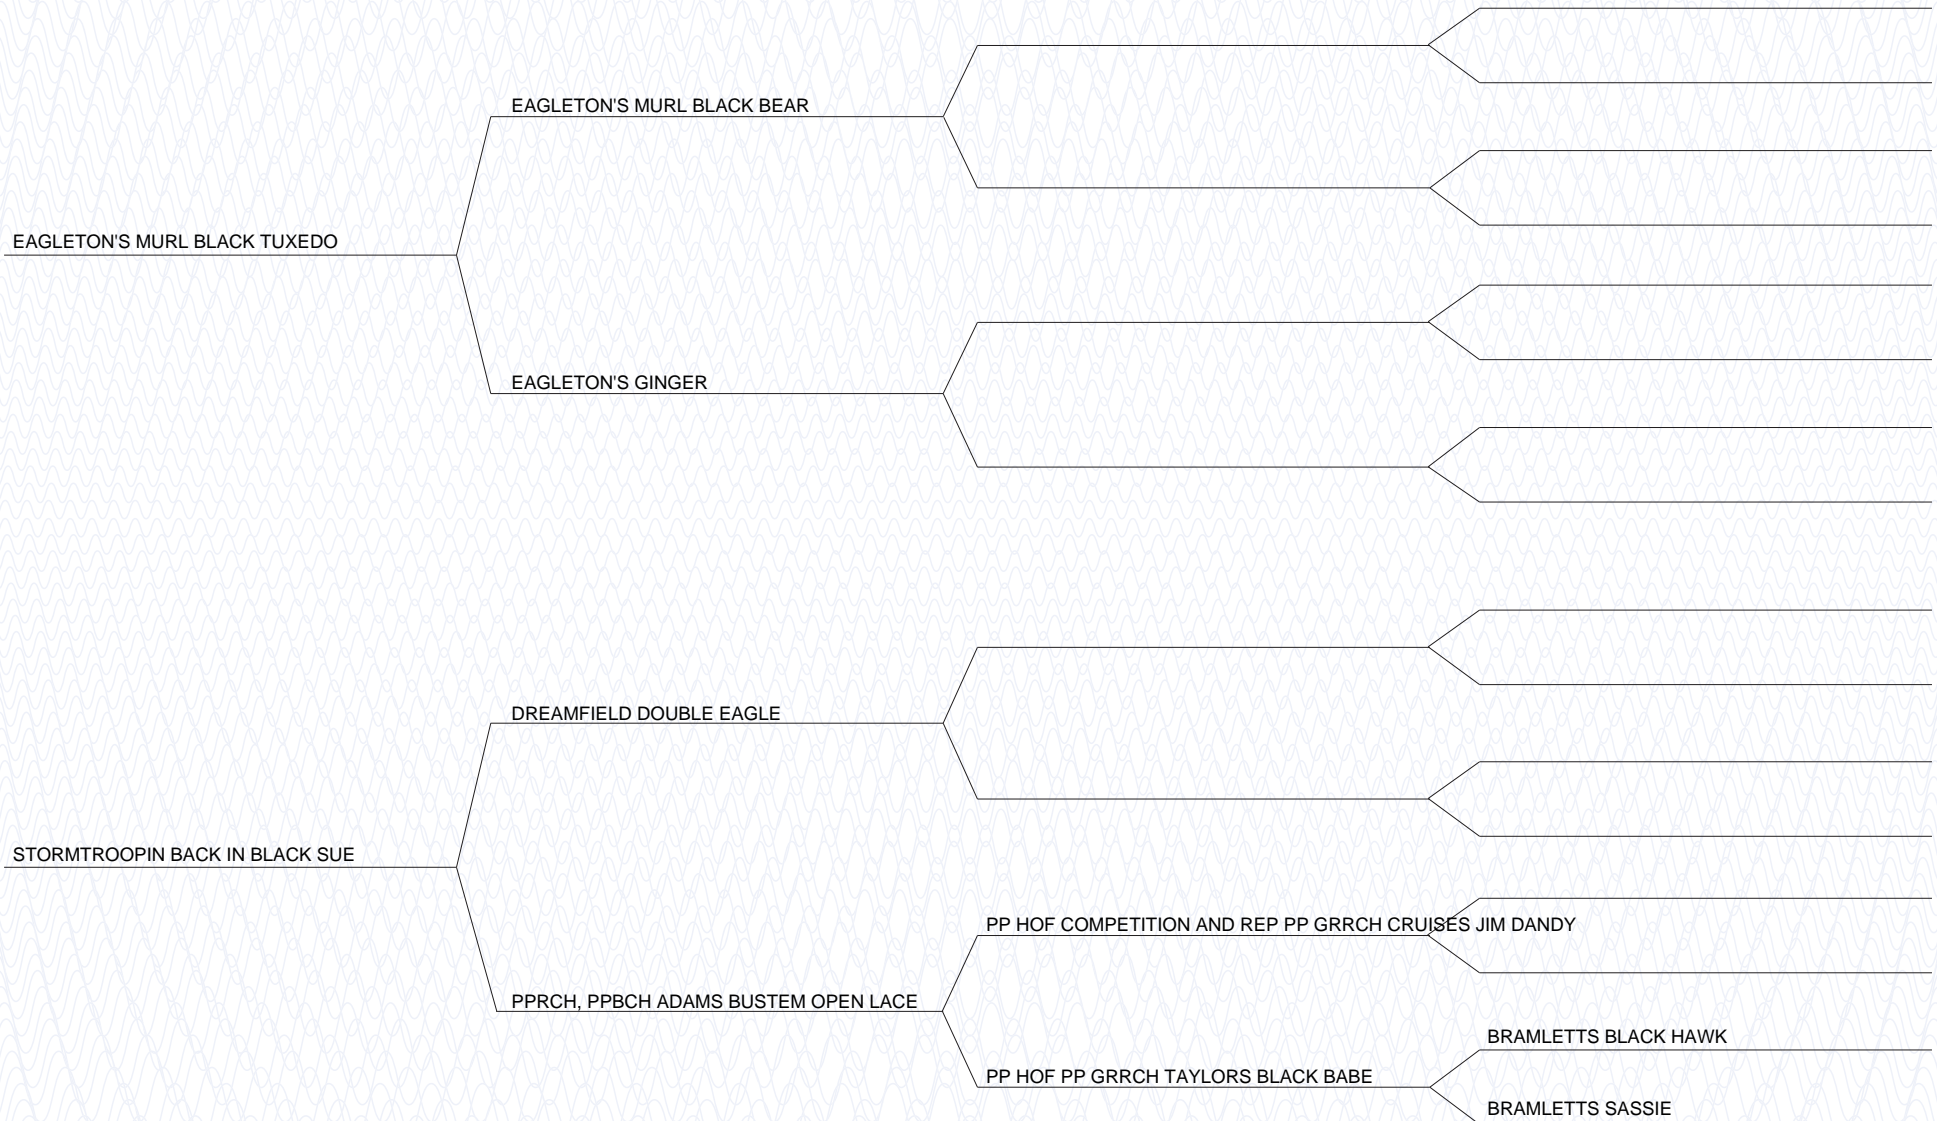 EAGLETON'S MURL BLACK BEAR
EAGLETON'S MURL BLACK TUXEDO
EAGLETON'S GINGER
DREAMFIELD DOUBLE EAGLE
STORMTROOPIN BACK IN BLACK SUE
PP HOF COMPETITION AND REP PP GRRCH CRUISES JIM DANDY
PPRCH, PPBCH ADAMS BUSTEM OPEN LACE
BRAMLETTS BLACK HAWK
PP HOF PP GRRCH TAYLORS BLACK BABE
BRAMLETTS SASSIE